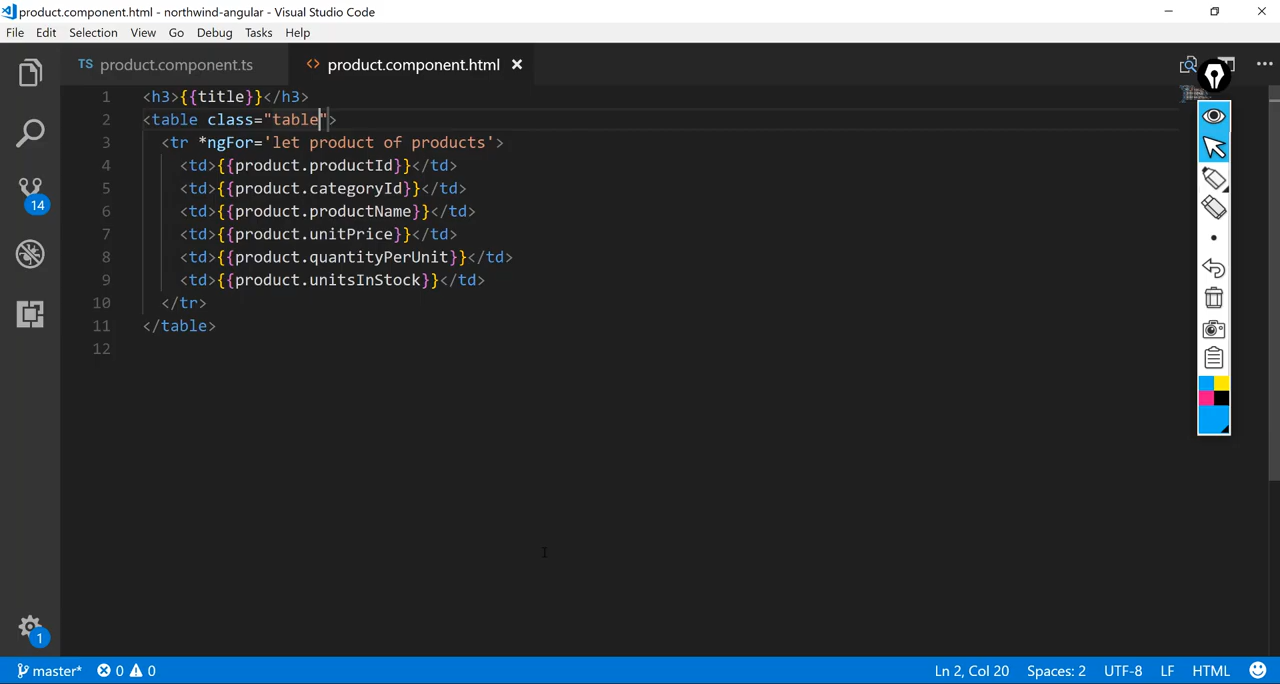 product.component.html - northwind-angular - Visual Studio Code
File Edit Selection View Go Debug Tasks Help
TS product.component.ts <> product.component.html
1 <h3>{{title}}</h3>
2 <table class="table">
3 <tr *ngFor='let product of products'>
4 <td>{{product.productId}}</td>
5 <td>{{product.categoryId}}</td>
6 <td>{{product.productName}}</td>
7 <td>{{product.unitPrice}}</td>
8 <td>{{product.quantityPerUnit}}</td>
9 <td>{{product.unitsInStock}}</td>
10 </tr>
11 </table>
12
14
1
master* 0 0 Ln 2, Col 20 Spaces: 2 UTF-8 LF HTML